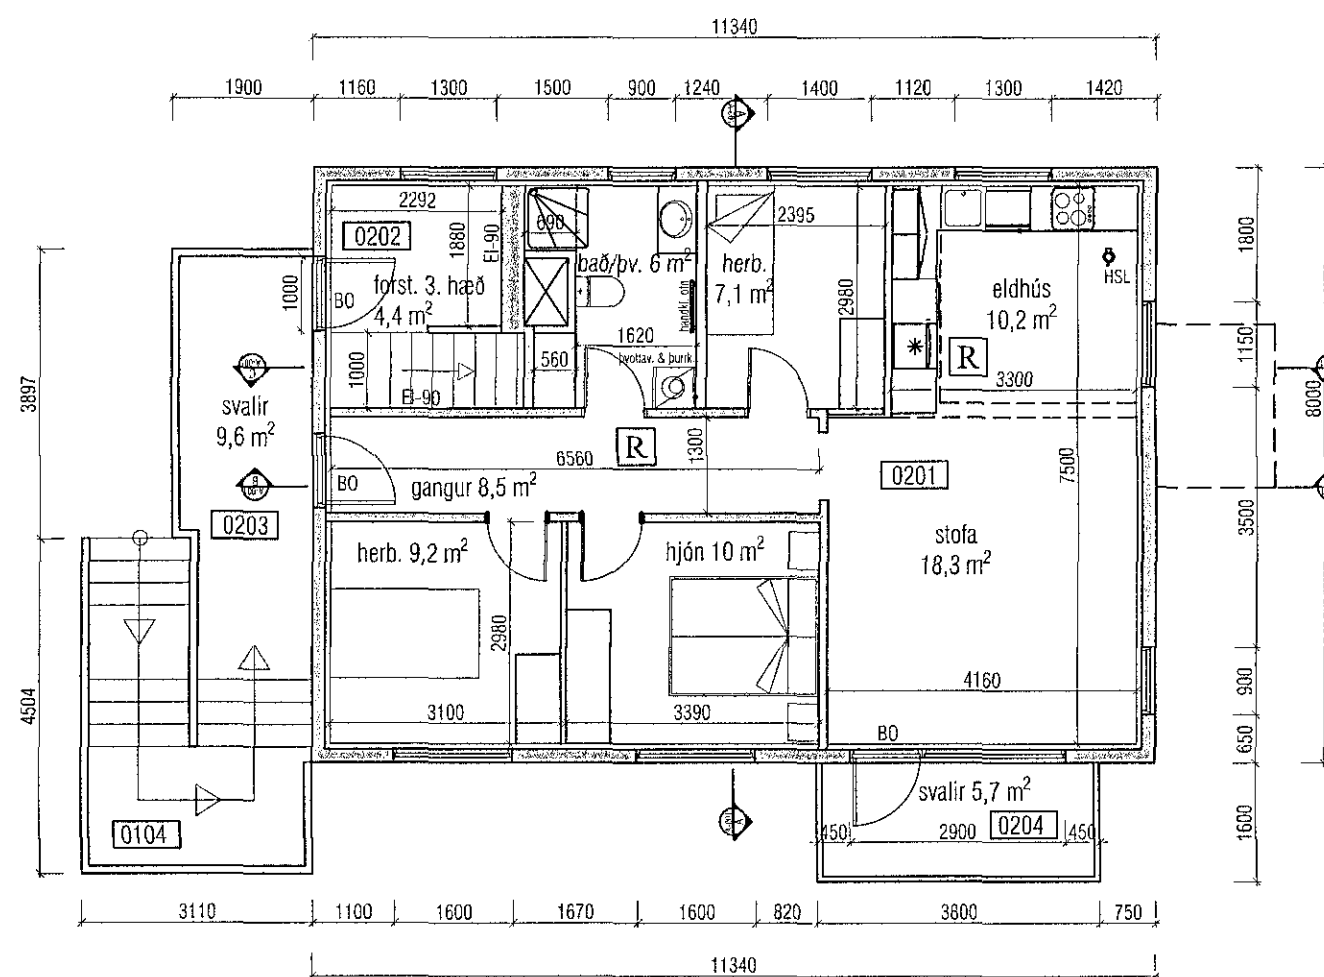 11340
1900 1160 1300 1500 900 1240 1400 1120 1300 1420
2292
0202
1880
EI-90
690
bað/þv. 6 m²
herb.
7,1 m²
2395
2980
eldhús
10,2 m²
HSL
1800
1000
BO
forst. 3. hæð
4,4 m²
handkl. ofn
1620
þvottav. & þurrk
560
1000
EI-90
R
3300
1150
8000
3897
svalir
9,6 m²
B
0203
BO
6560
R
1300
gangur 8,5 m²
0201
7500
3500
herb. 9,2 m²
hjón 10 m²
stofa
18,3 m²
2980
3100
3390
4160
900
650
4504
BO
svalir 5,7 m²
0204
450 2900 450
1600
0104
A
3110 1100 1600 1670 1600 820 3800 750
11340